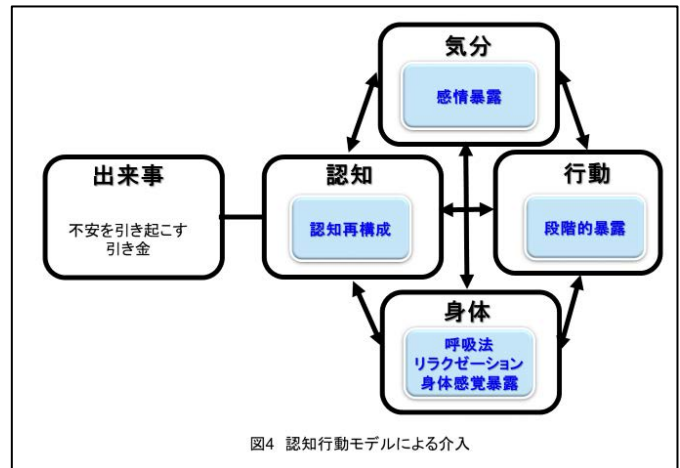 気分
感情暴露
出来事
不安を引き起こす
引き金
認知
認知再構成
行動
段階的暴露
身体
呼吸法
リラクゼーション
身体感覚暴露
図4 認知行動モデルによる介入